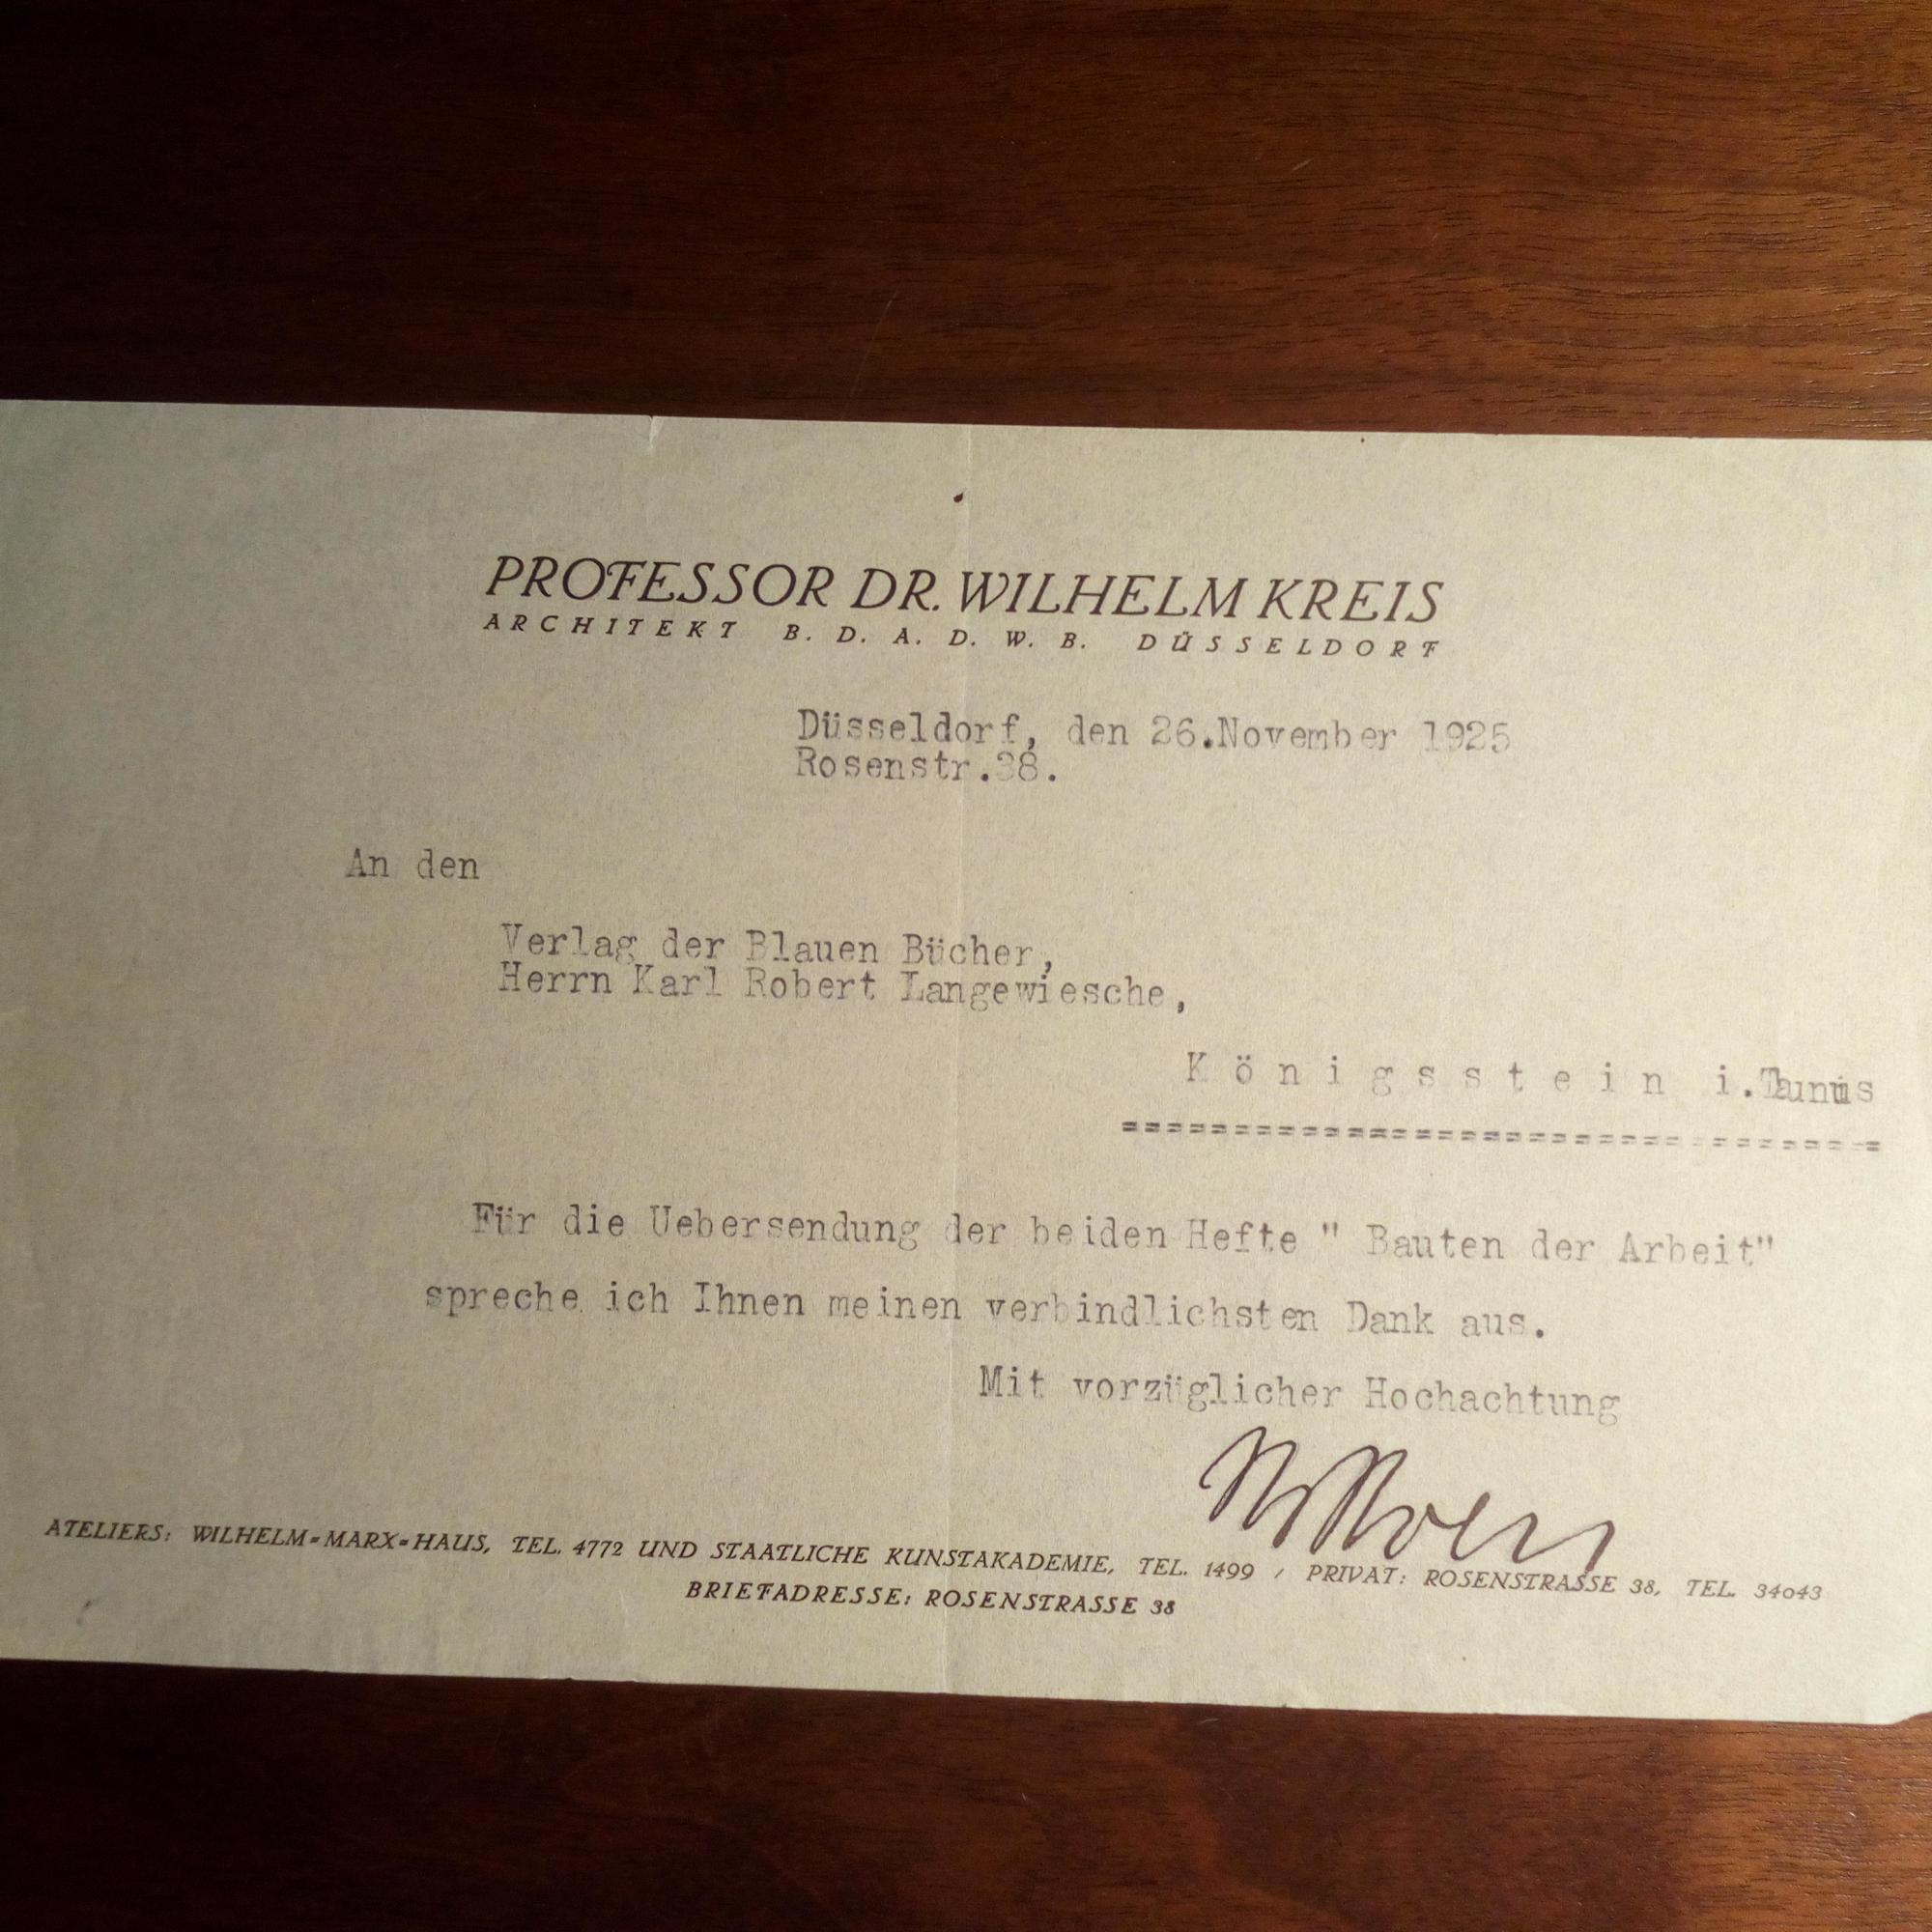 PROFESSOR DR. WILHELM KREIS
ARCHITEKT B. D. A. D. W. B. DÜSSELDORF
Düsseldorf, den 26.November 1925
Rosenstr.38.
An den
Verlag der Blauen Bücher,
Herrn Karl Robert Langewiesche,
Königsstein i.Taunus
Für die Uebersendung der beiden Hefte " Bauten der Arbeit"
spreche ich Ihnen meinen verbindlichsten Dank aus.
Mit vorzüglicher Hochachtung
ATELIERS: WILHELM=MARX=HAUS, TEL. 4772 UND STAATLICHE KUNSTAKADEMIE, TEL. 1499 / PRIVAT: ROSENSTRASSE 38, TEL. 34043
BRIEFADRESSE: ROSENSTRASSE 38